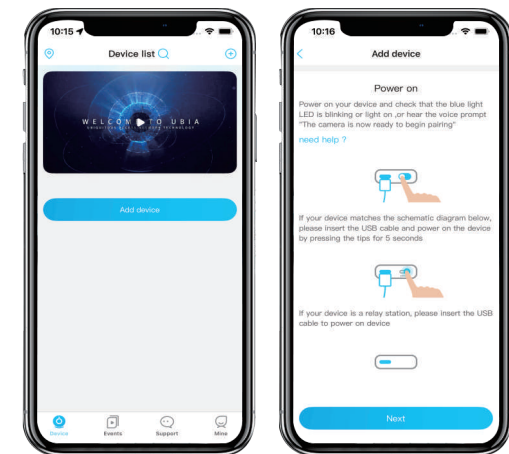 10:15
Device list
WELCOM TO UBIA
Add device
Device
Events
Support
Mine
10:16
Add device
Power on
Power on your device and check that the blue light
LED is blinking or light on ,or hear the voice prompt
"The camera is now ready to begin pairing"
need help ?
If your device matches the schematic diagram below,
please insert the USB cable and power on the device
by pressing the tips for 5 seconds
If your device is a relay station, please insert the USB
cable to power on device
Next